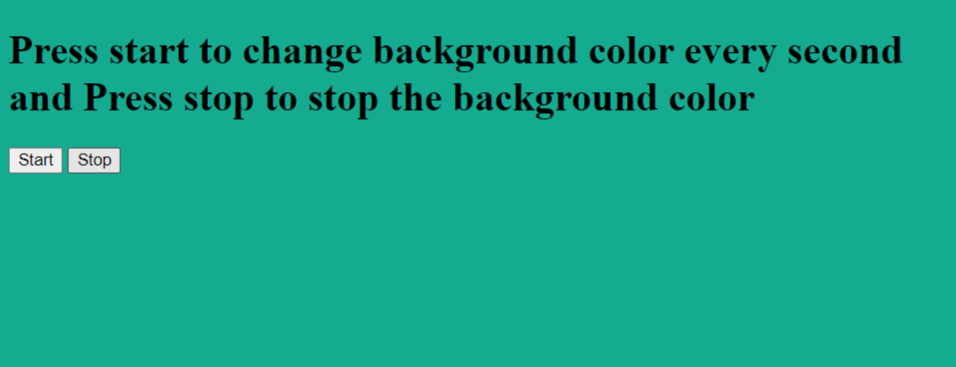 Press start to change background color every second
and Press stop to stop the background color
Start Stop